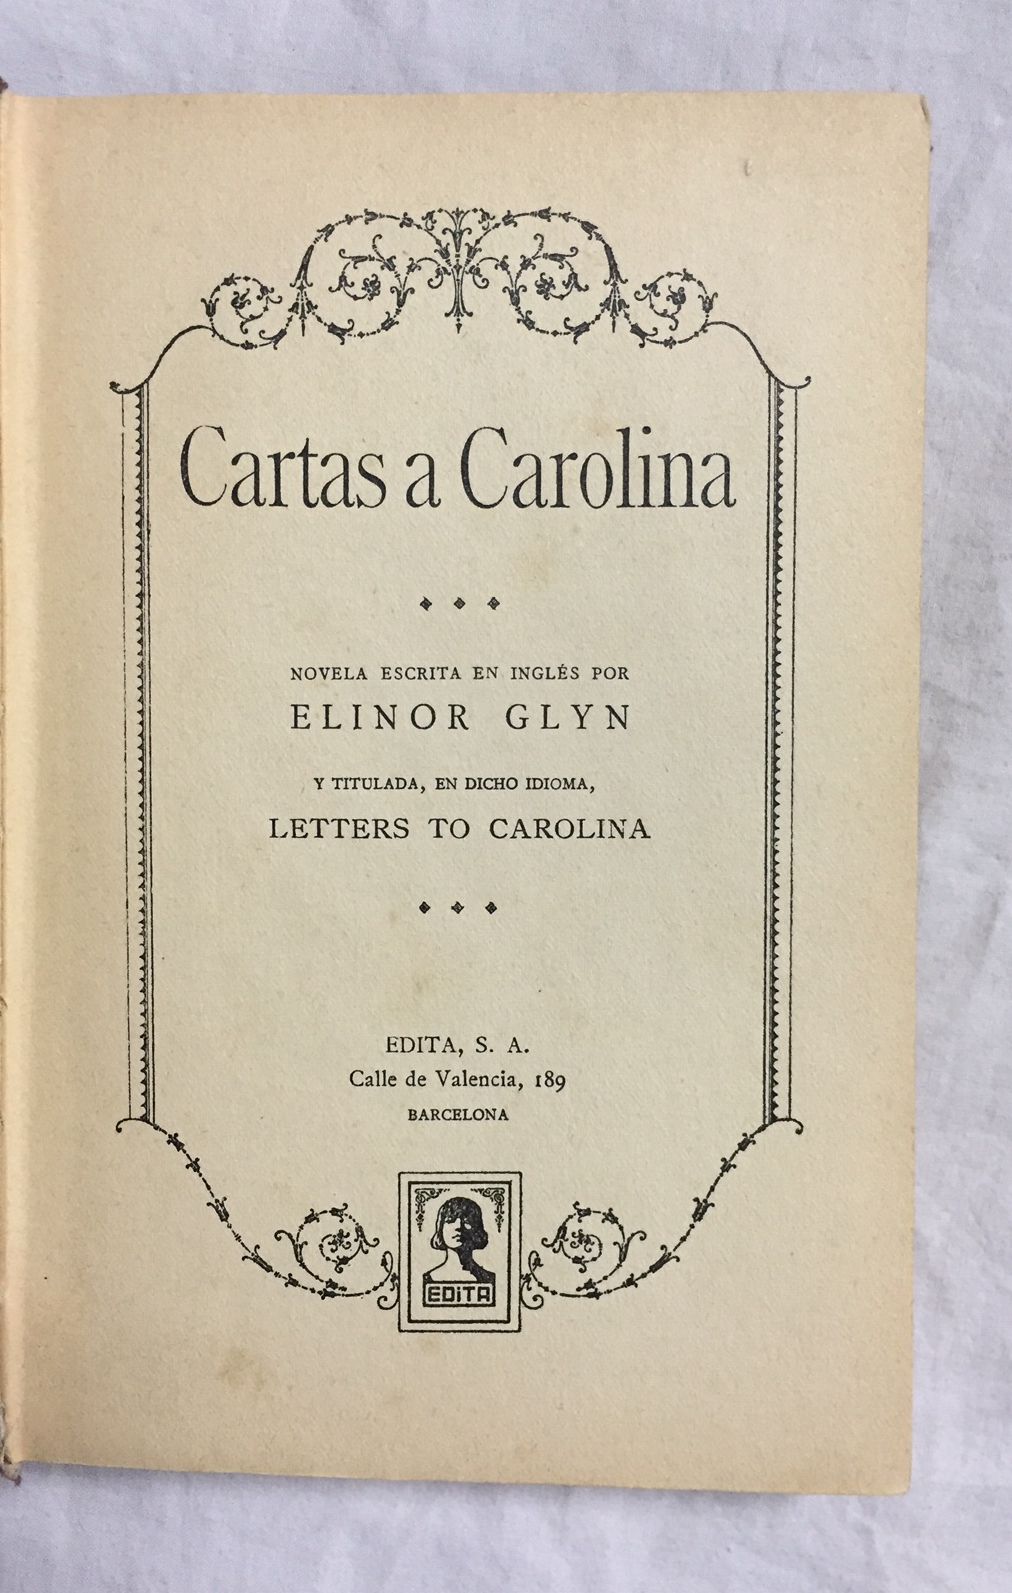 Cartas a Carolina
NOVELA ESCRITA EN INGLÉS POR
ELINOR GLYN
Y TITULADA, EN DICHO IDIOMA,
LETTERS TO CAROLINA
EDITA, S. A.
Calle de Valencia, 189
BARCELONA
EDiTA